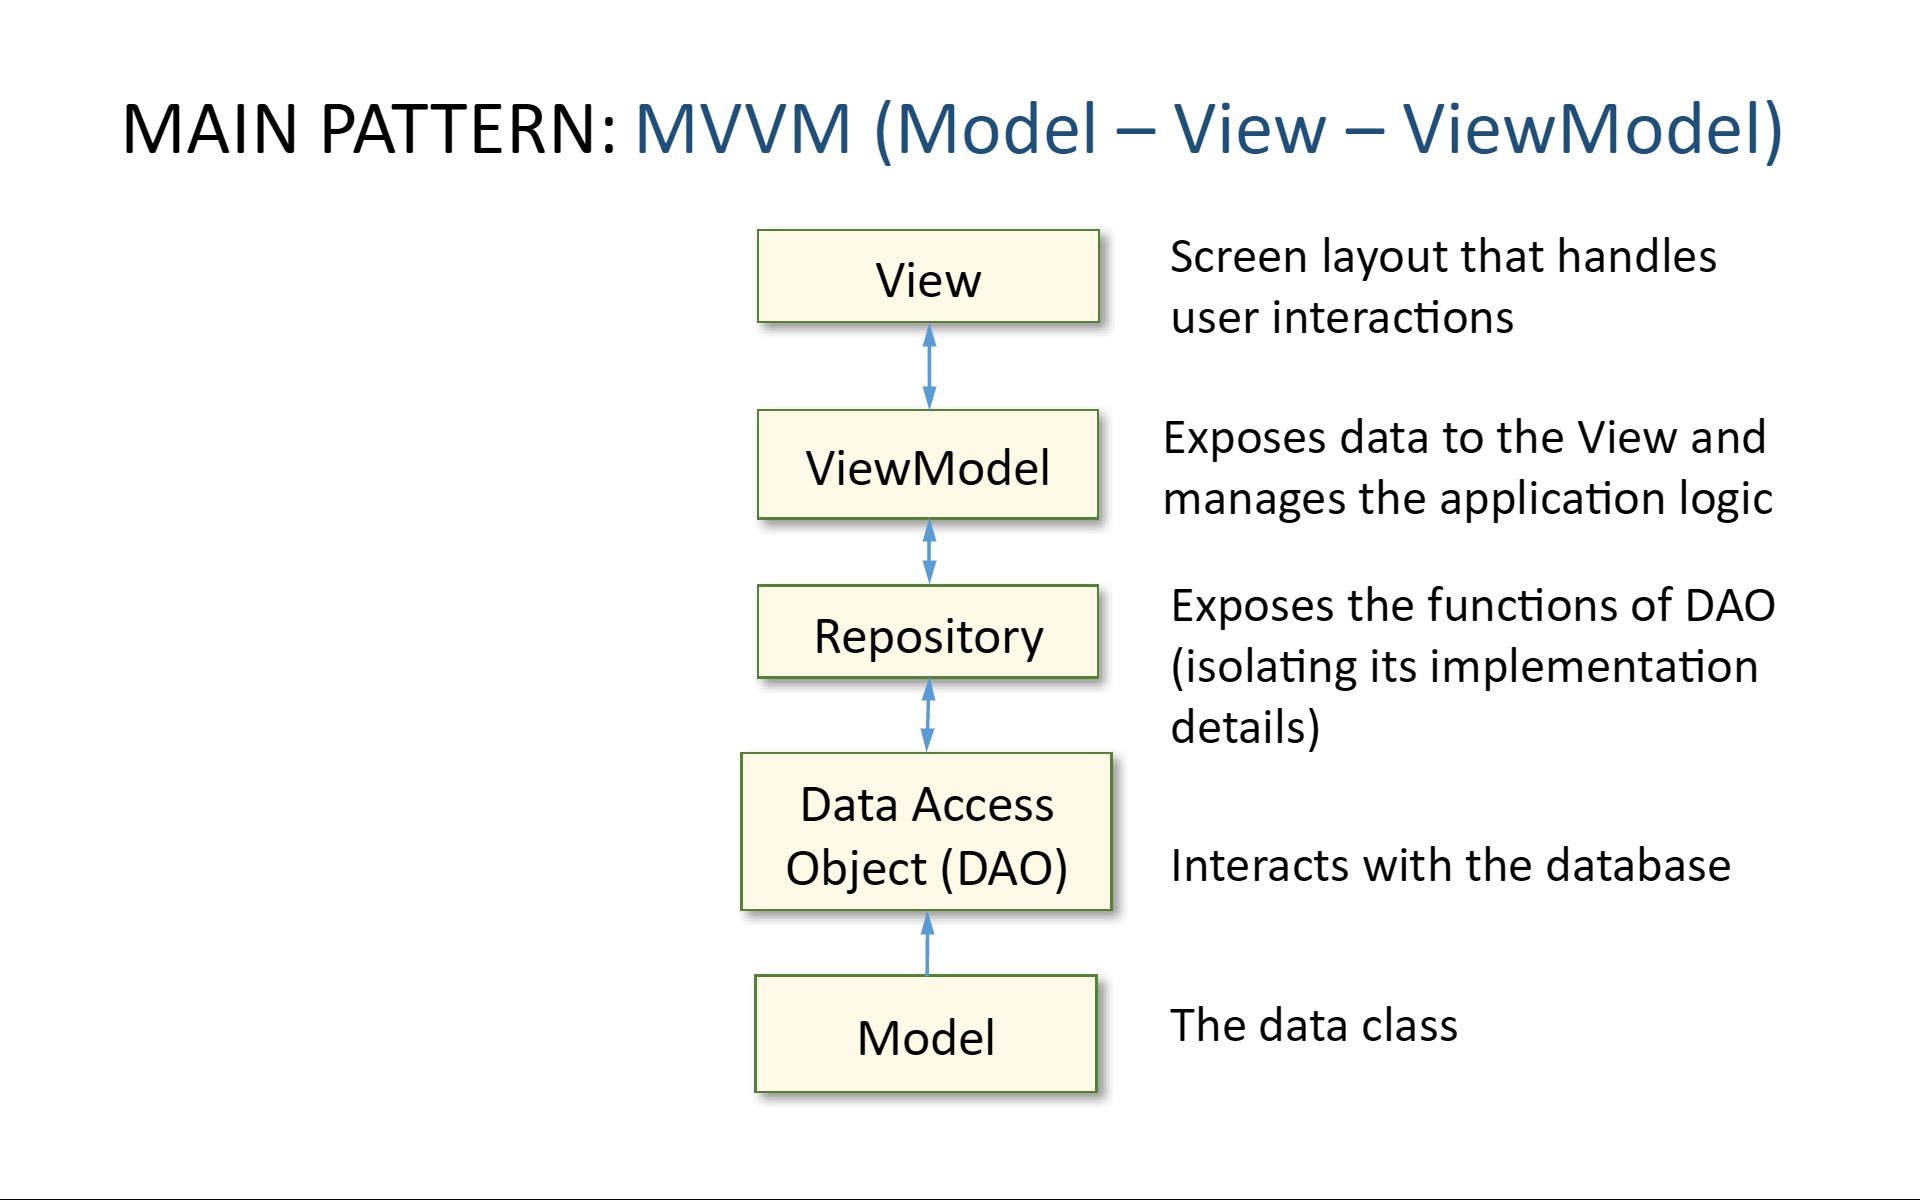 MAIN PATTERN: MVVM (Model – View – ViewModel)
View
Screen layout that handles
user interactions
ViewModel
Exposes data to the View and
manages the application logic
Repository
Exposes the functions of DAO
(isolating its implementation
details)
Data Access
Object (DAO)
Interacts with the database
Model
The data class